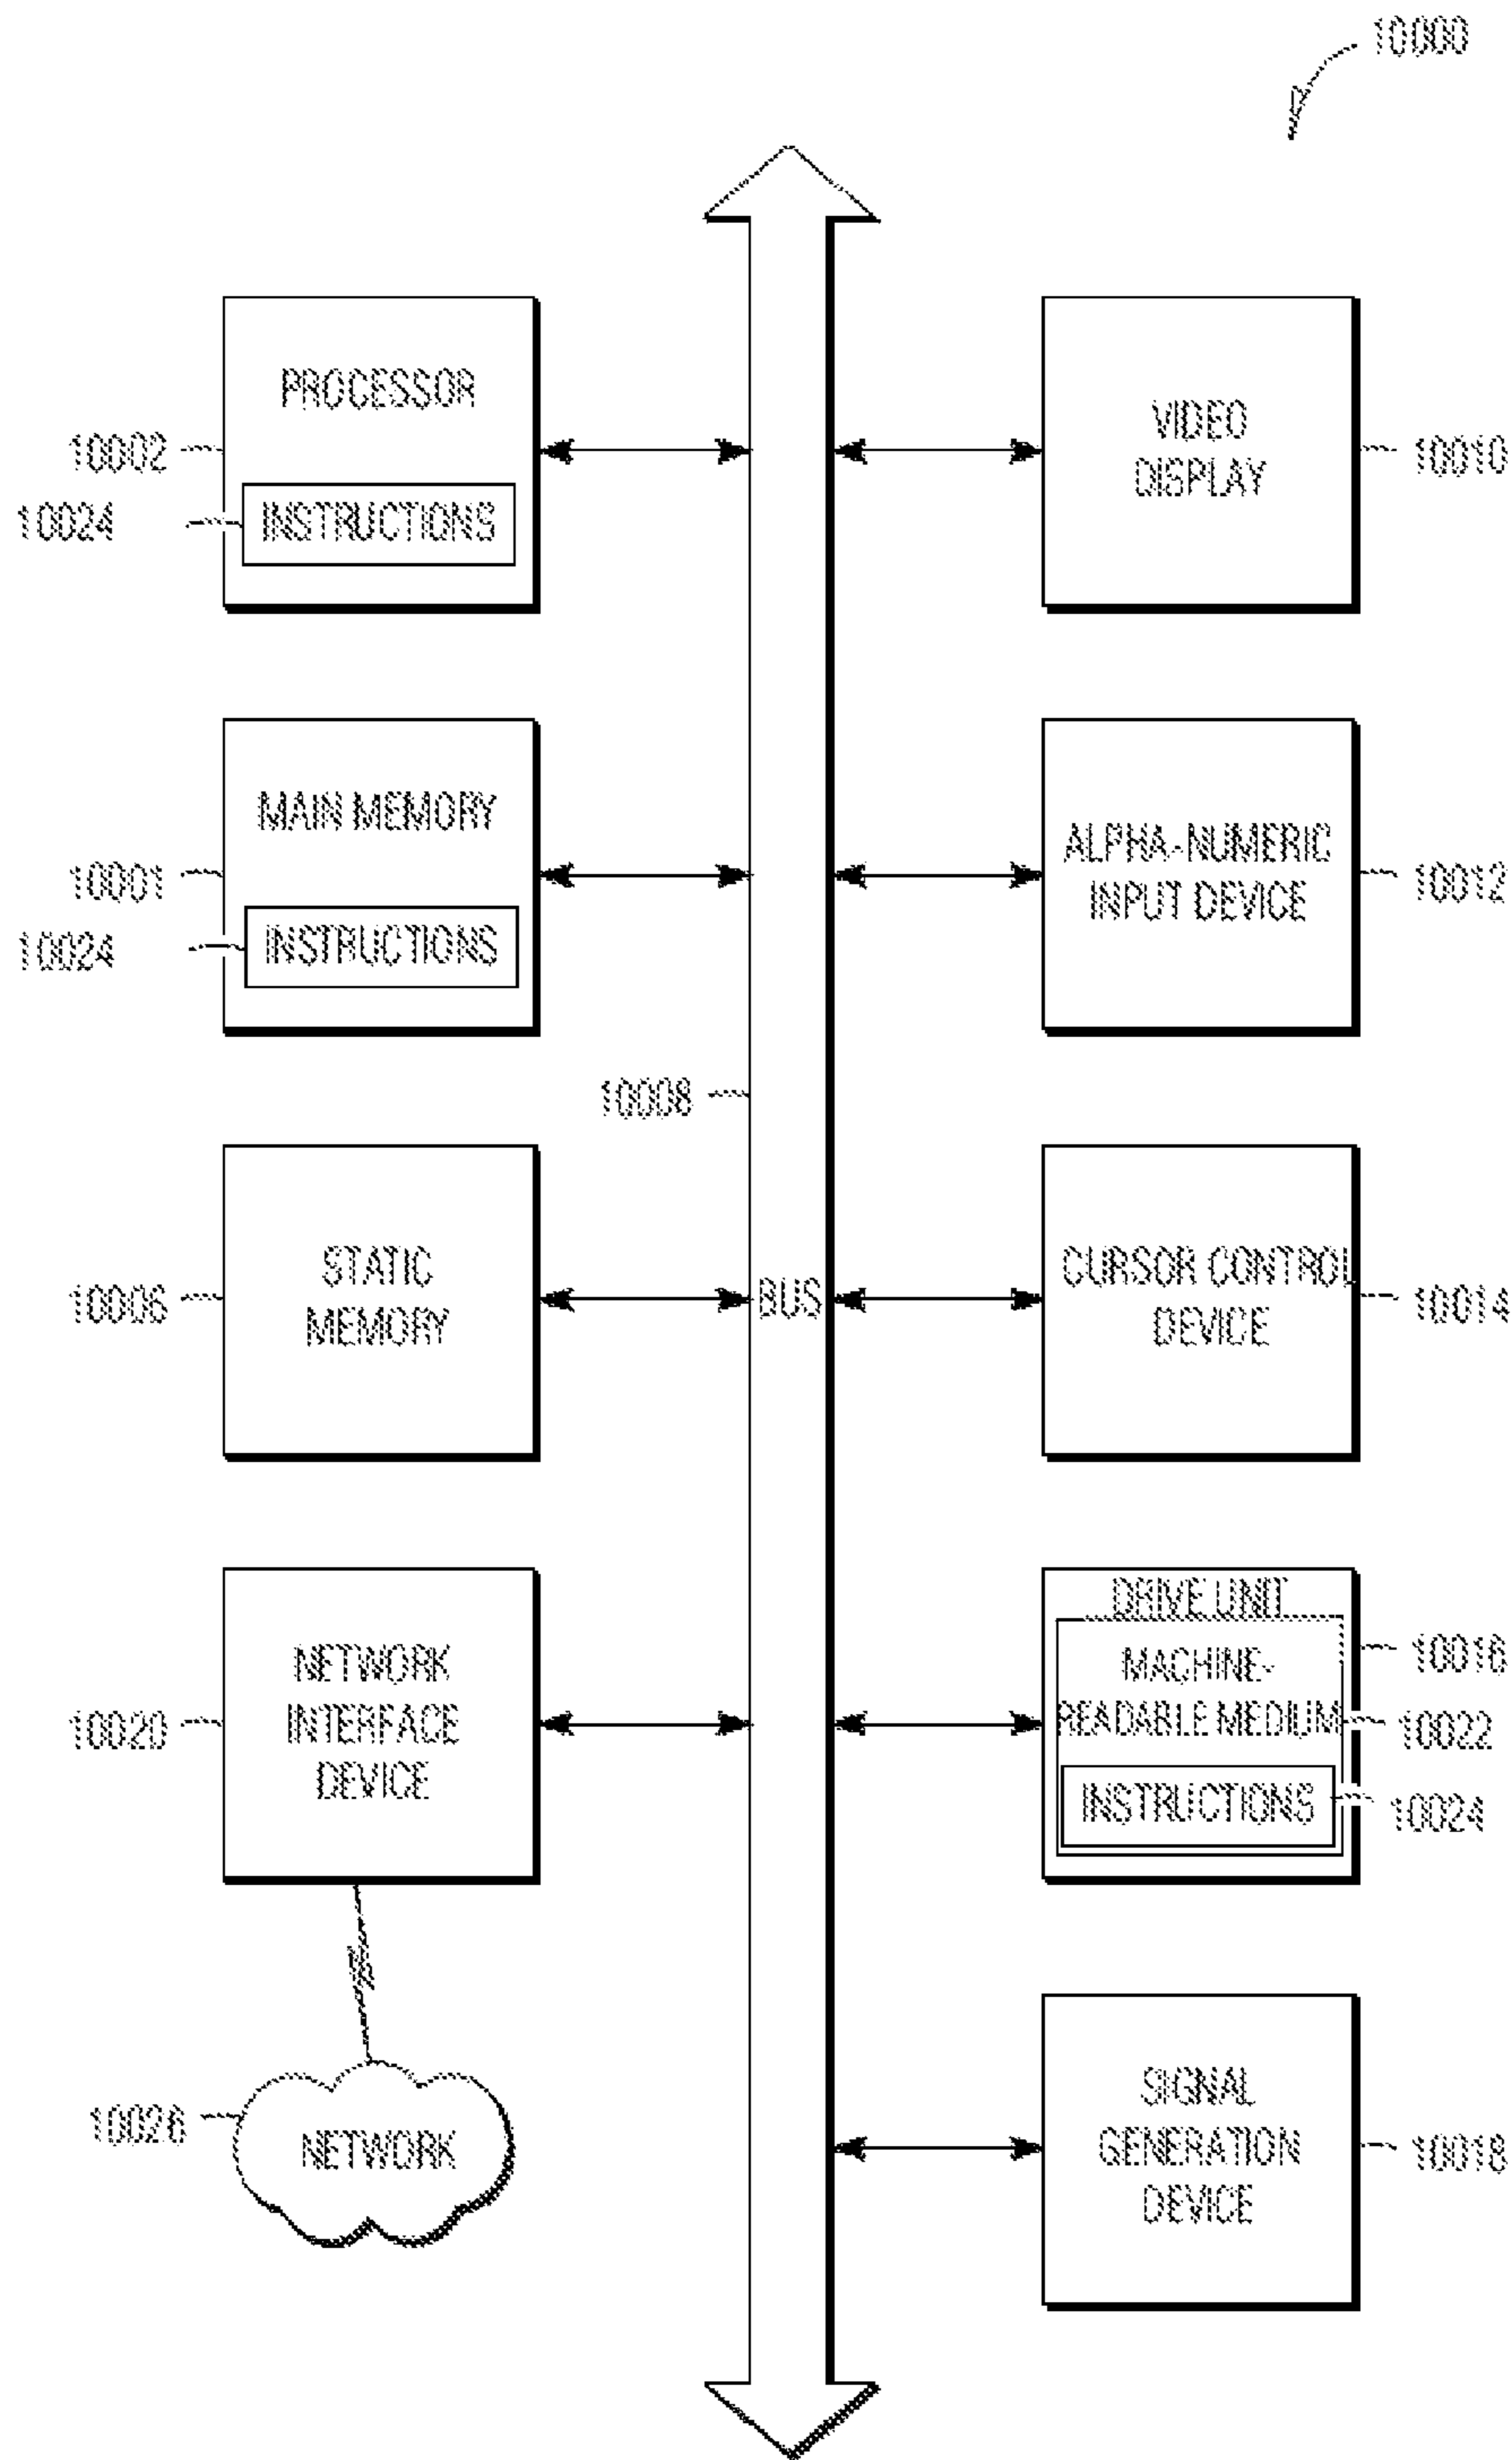 10000
PROCESSOR
10002
10024
INSTRUCTIONS
VIDEO
DISPLAY
10010
MAIN MEMORY
10001
10024
INSTRUCTIONS
ALPHA-NUMERIC
INPUT DEVICE
10012
10008
STATIC
MEMORY
10006
BUS
CURSOR CONTROL
DEVICE
10014
NETWORK
INTERFACE
DEVICE
10020
DRIVE UNIT
10016
MACHINE-
READABLE MEDIUM
10022
INSTRUCTIONS
10024
10026
NETWORK
SIGNAL
GENERATION
DEVICE
10018